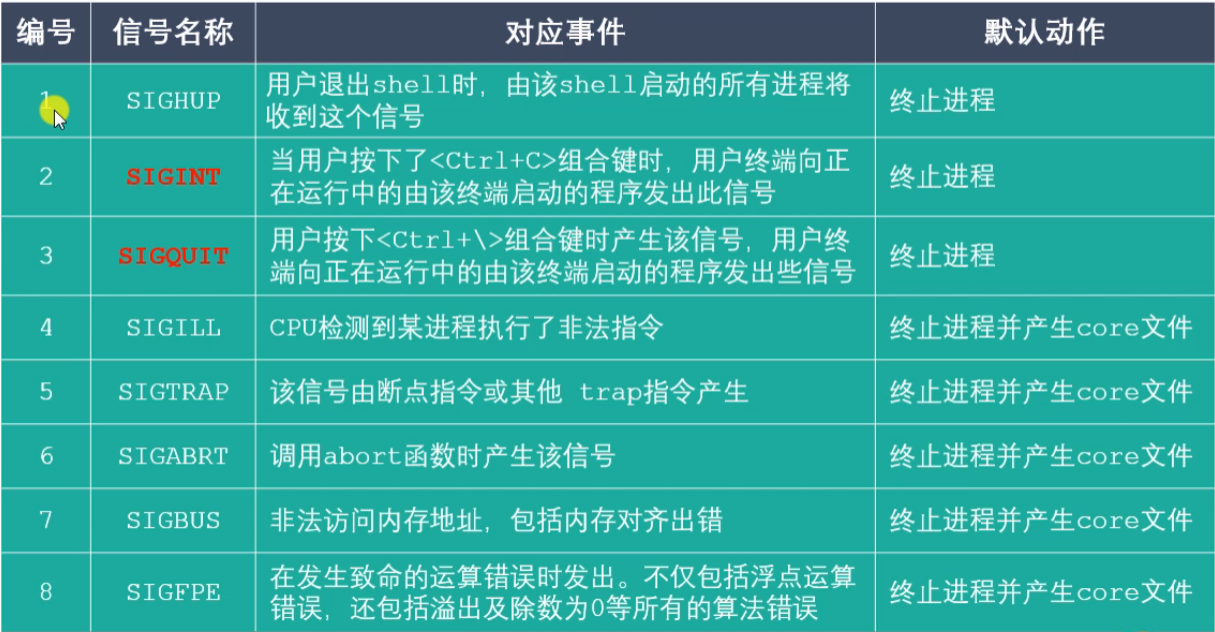 编号 信号名称 对应事件 默认动作
1 SIGHUP 用户退出shell时，由该shell启动的所有进程将
收到这个信号 终止进程
2 SIGINT 当用户按下了<Ctrl+C>组合键时，用户终端向正
在运行中的由该终端启动的程序发出此信号 终止进程
3 SIGQUIT 用户按下<Ctrl+\>组合键时产生该信号，用户终
端向正在运行中的由该终端启动的程序发出些信号 终止进程
4 SIGILL CPU检测到某进程执行了非法指令 终止进程并产生core文件
5 SIGTRAP 该信号由断点指令或其他 trap指令产生 终止进程并产生core文件
6 SIGABRT 调用abort函数时产生该信号 终止进程并产生core文件
7 SIGBUS 非法访问内存地址，包括内存对齐出错 终止进程并产生core文件
8 SIGFPE 在发生致命的运算错误时发出。不仅包括浮点运算
错误，还包括溢出及除数为0等所有的算法错误 终止进程并产生core文件